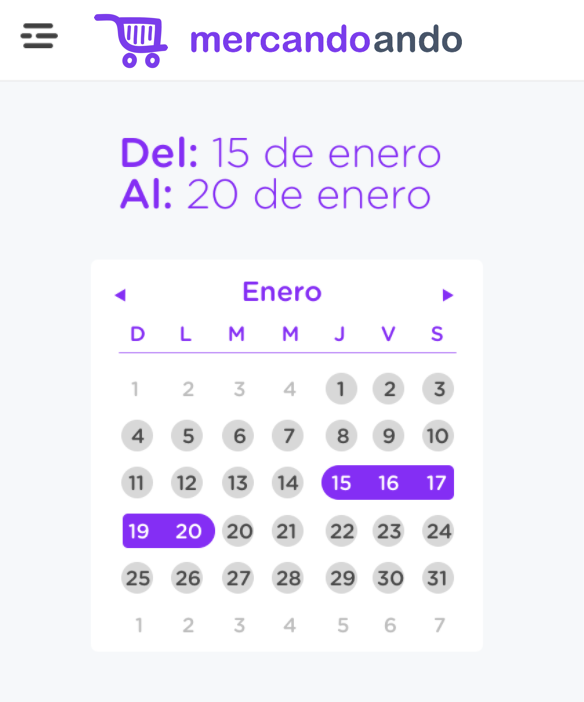 mercandoando
Del: 15 de enero
Al: 20 de enero
Enero
D L M M J V S
1 2 3 4 1 2 3
4 5 6 7 8 9 10
11 12 13 14 15 16 17
19 20 20 21 22 23 24
25 26 27 28 29 30 31
1 2 3 4 5 6 7